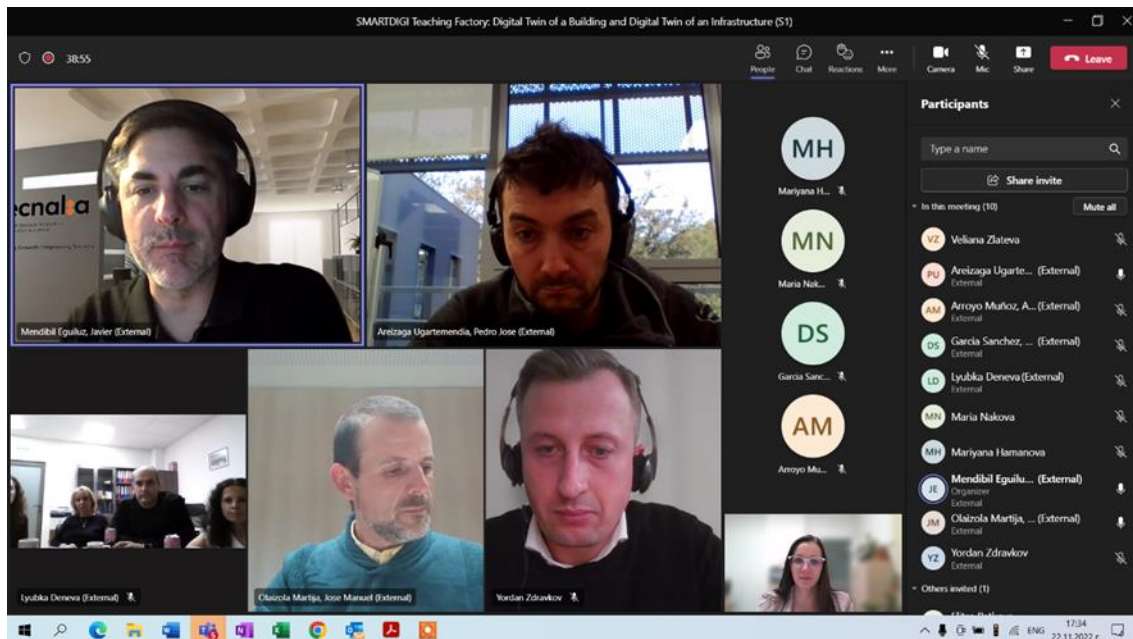 SMARTDIGI Teaching Factory: Digital Twin of a Building and Digital Twin of an Infrastructure (S1)
38:55
People
Chat
Reactions
More
Camera
Mic
Share
Leave
ecnalia
Mendibil Eguiluz, Javier (External)
Areizaga Ugartemendia, Pedro Jose (External)
MH
Mariyana H...
MN
Maria Nak...
DS
Garcia Sanc...
AM
Arroyo Mu...
Lyubka Deneva (External)
Olaizola Martija, Jose Manuel (External)
Yordan Zdravkov
Participants
Type a name
Share invite
In this meeting (10)
Mute all
VZ
Veliana Zlateva
PU
Areizaga Ugarte... (External)
External
AM
Arroyo Muñoz, A... (External)
External
DS
Garcia Sanchez, ... (External)
External
LD
Lyubka Deneva (External)
External
MN
Maria Nakova
MH
Mariyana Hamanova
JE
Mendibil Eguilu... (External)
Organizer
External
JM
Olaizola Martija, ... (External)
External
YZ
Yordan Zdravkov
External
Others invited (1)
ENG
17:34
22.11.2022 г.